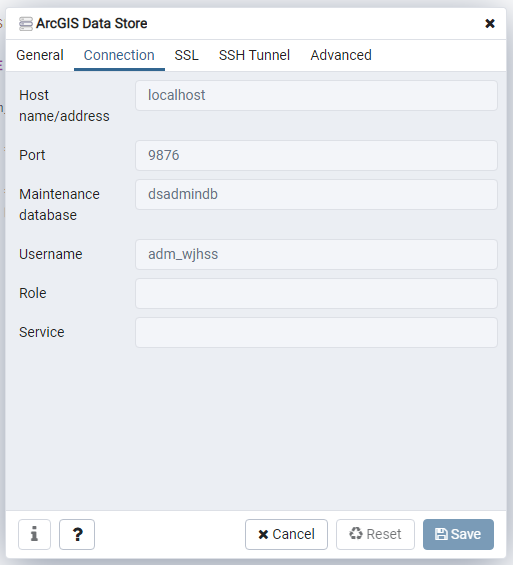 ArcGIS Data Store
General Connection SSL SSH Tunnel Advanced
Host name/address localhost
Port 9876
Maintenance database dsadmindb
Username adm_wjhss
Role
Service
i ? Cancel Reset Save